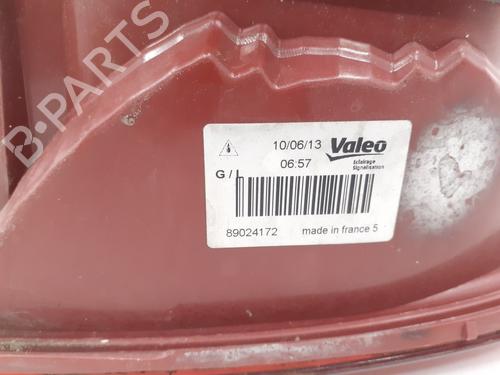 B-PARTS
10/06/13 Valeo
06:57 Eclairage
Signalisation
G / L
89024172 made in france 5